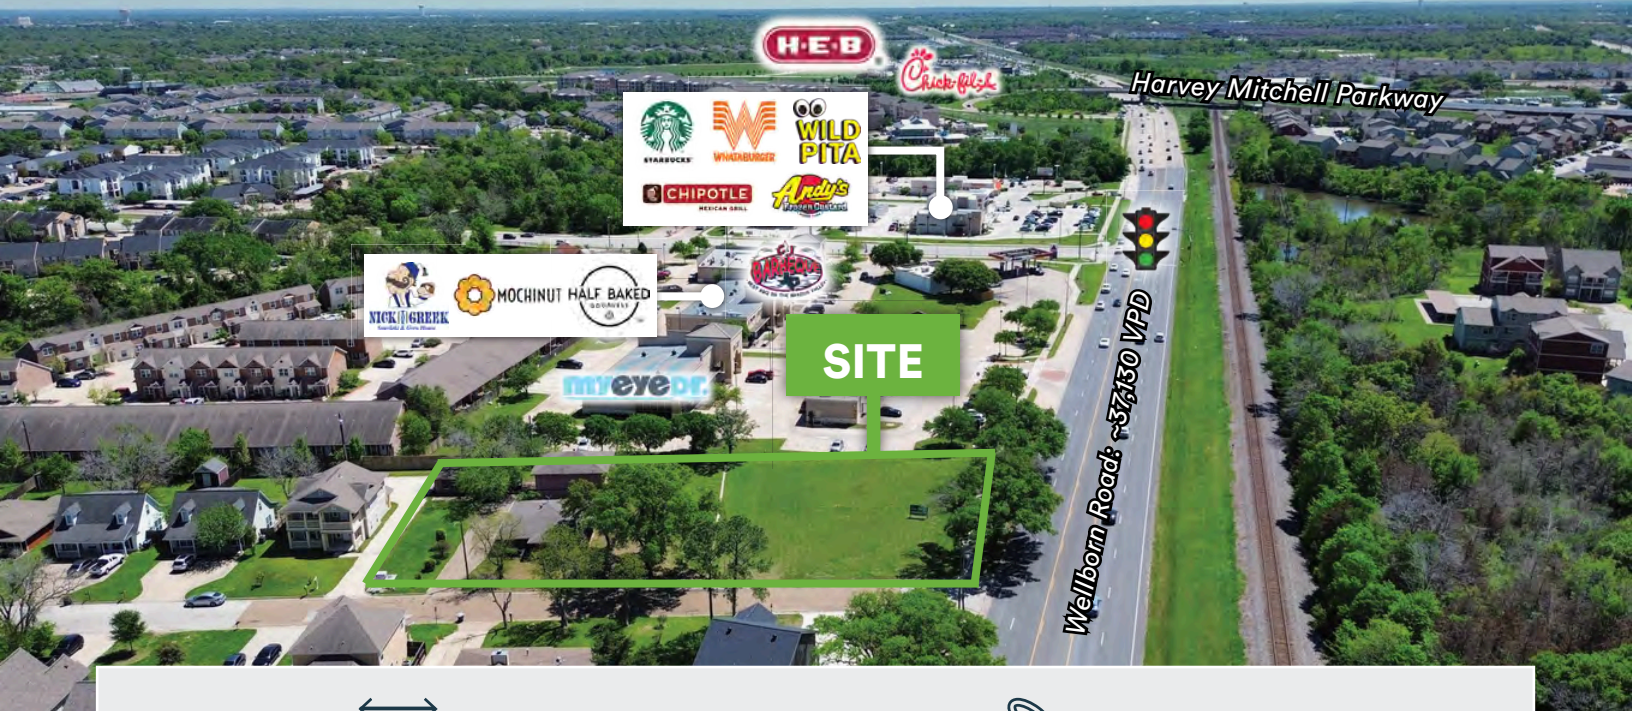 H-E-B
Chick-fil-A
Harvey Mitchell Parkway
STARBUCKS
WHATABURGER
WILD
PITA
CHIPOTLE
MEXICAN GRILL
Andy's
Frozen Custard
BARBECUE
NICK THE GREEK
MOCHINUT
HALF BAKED
myeyedr.
SITE
Wellborn Road: ~37,130 VPD